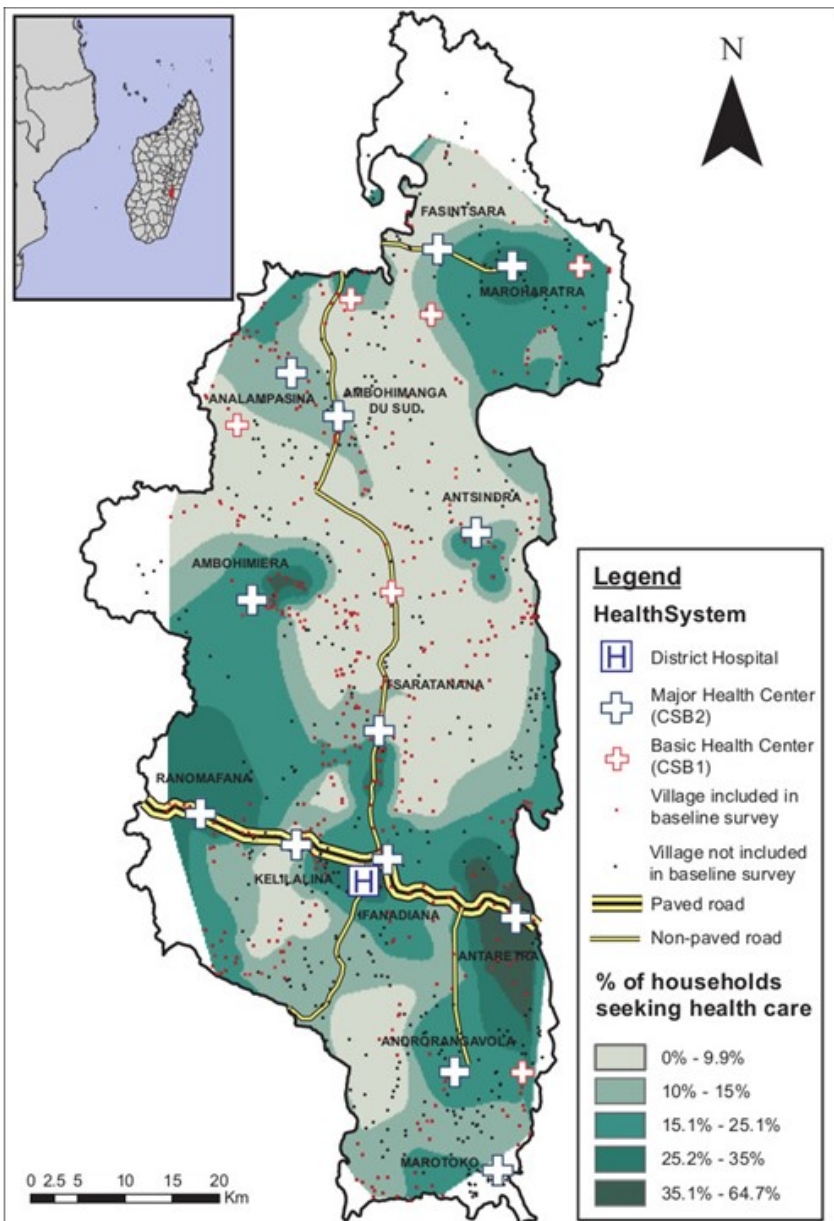 N
FASINTSARA
MAROHARATRA
ANALAMPASINA
AMBOHIMANGA
DU SUD
ANTSINDRA
AMBOHIMIERA
TSARATANANA
RANOMAFANA
KELILALINA
H
IFANADIANA
ANTARETRA
ANDRORANGAVOLA
MAROTOKO
0 2.5 5 10 15 20
Km
Legend
HealthSystem
H District Hospital
Major Health Center
(CSB2)
Basic Health Center
(CSB1)
Village included in
baseline survey
Village not included
in baseline survey
Paved road
Non-paved road
% of households
seeking health care
0% - 9.9%
10% - 15%
15.1% - 25.1%
25.2% - 35%
35.1% - 64.7%